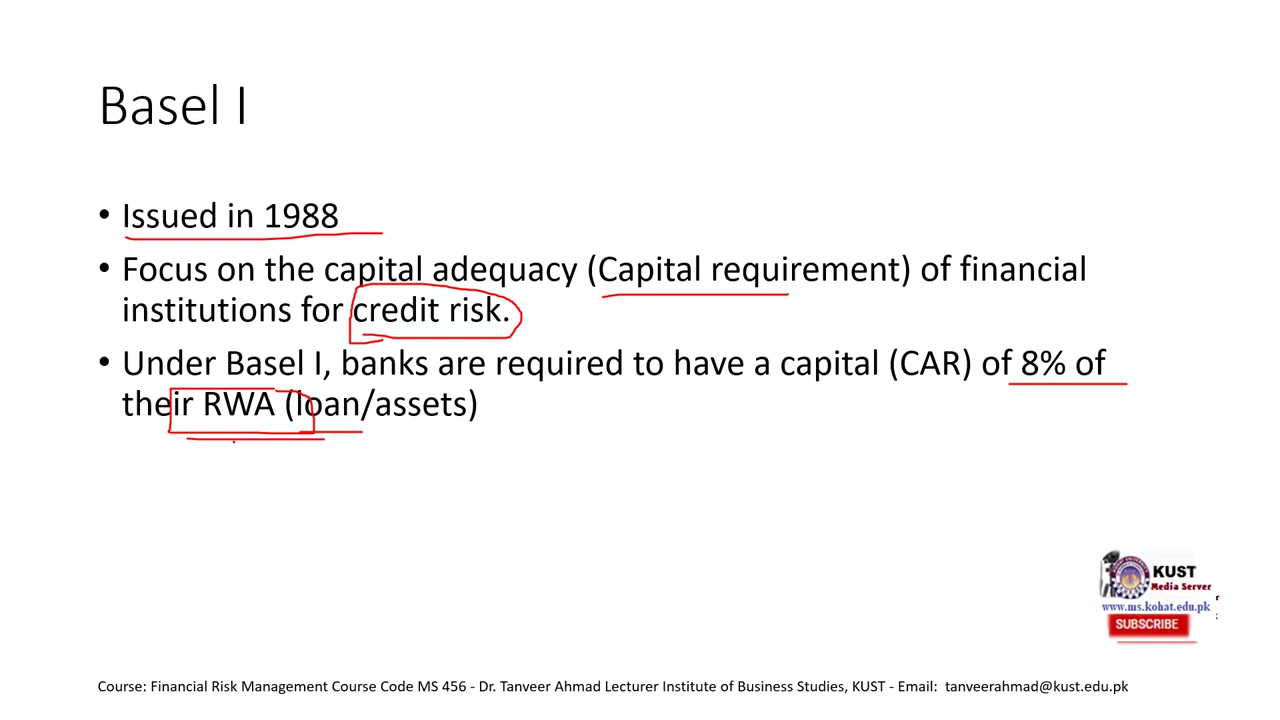 Basel I
• Issued in 1988
• Focus on the capital adequacy (Capital requirement) of financial
institutions for credit risk.
• Under Basel I, banks are required to have a capital (CAR) of 8% of
their RWA (loan/assets)
KUST
Media Server
www.ms.kohat.edu.pk
SUBSCRIBE
Course: Financial Risk Management Course Code MS 456 - Dr. Tanveer Ahmad Lecturer Institute of Business Studies, KUST - Email: tanveerahmad@kust.edu.pk